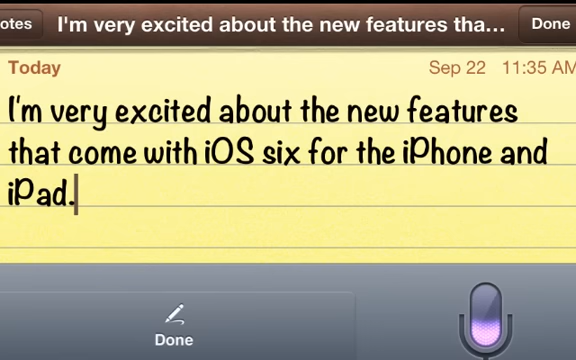 otes I'm very excited about the new features tha... Done
Today Sep 22 11:35 AM
I'm very excited about the new features
that come with iOS six for the iPhone and
iPad.
Done